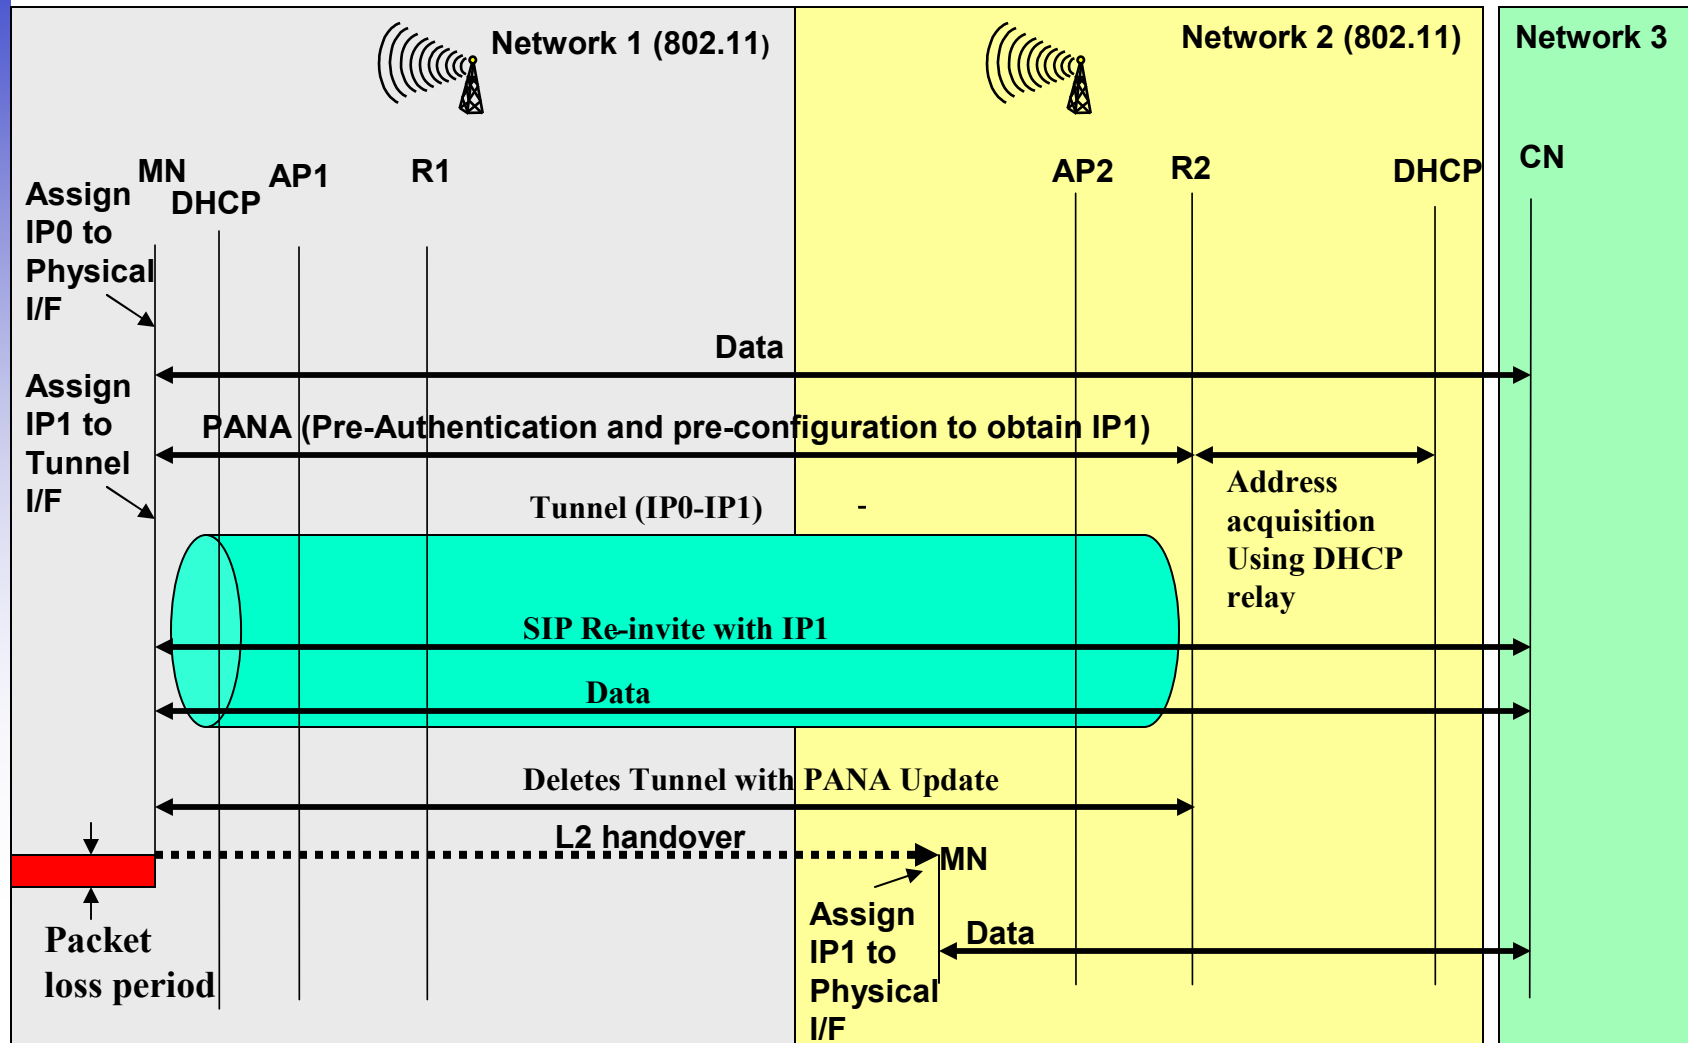 Network 1 (802.11)
Network 2 (802.11)
Network 3
MN
DHCP
AP1
R1
AP2
R2
DHCP
CN
Assign
IP0 to
Physical
I/F
Data
Assign
IP1 to
Tunnel
I/F
PANA (Pre-Authentication and pre-configuration to obtain IP1)
Address
acquisition
Using DHCP
relay
Tunnel (IP0-IP1) -
SIP Re-invite with IP1
Data
Deletes Tunnel with PANA Update
L2 handover
MN
Packet
loss period
Assign
IP1 to
Physical
I/F
Data